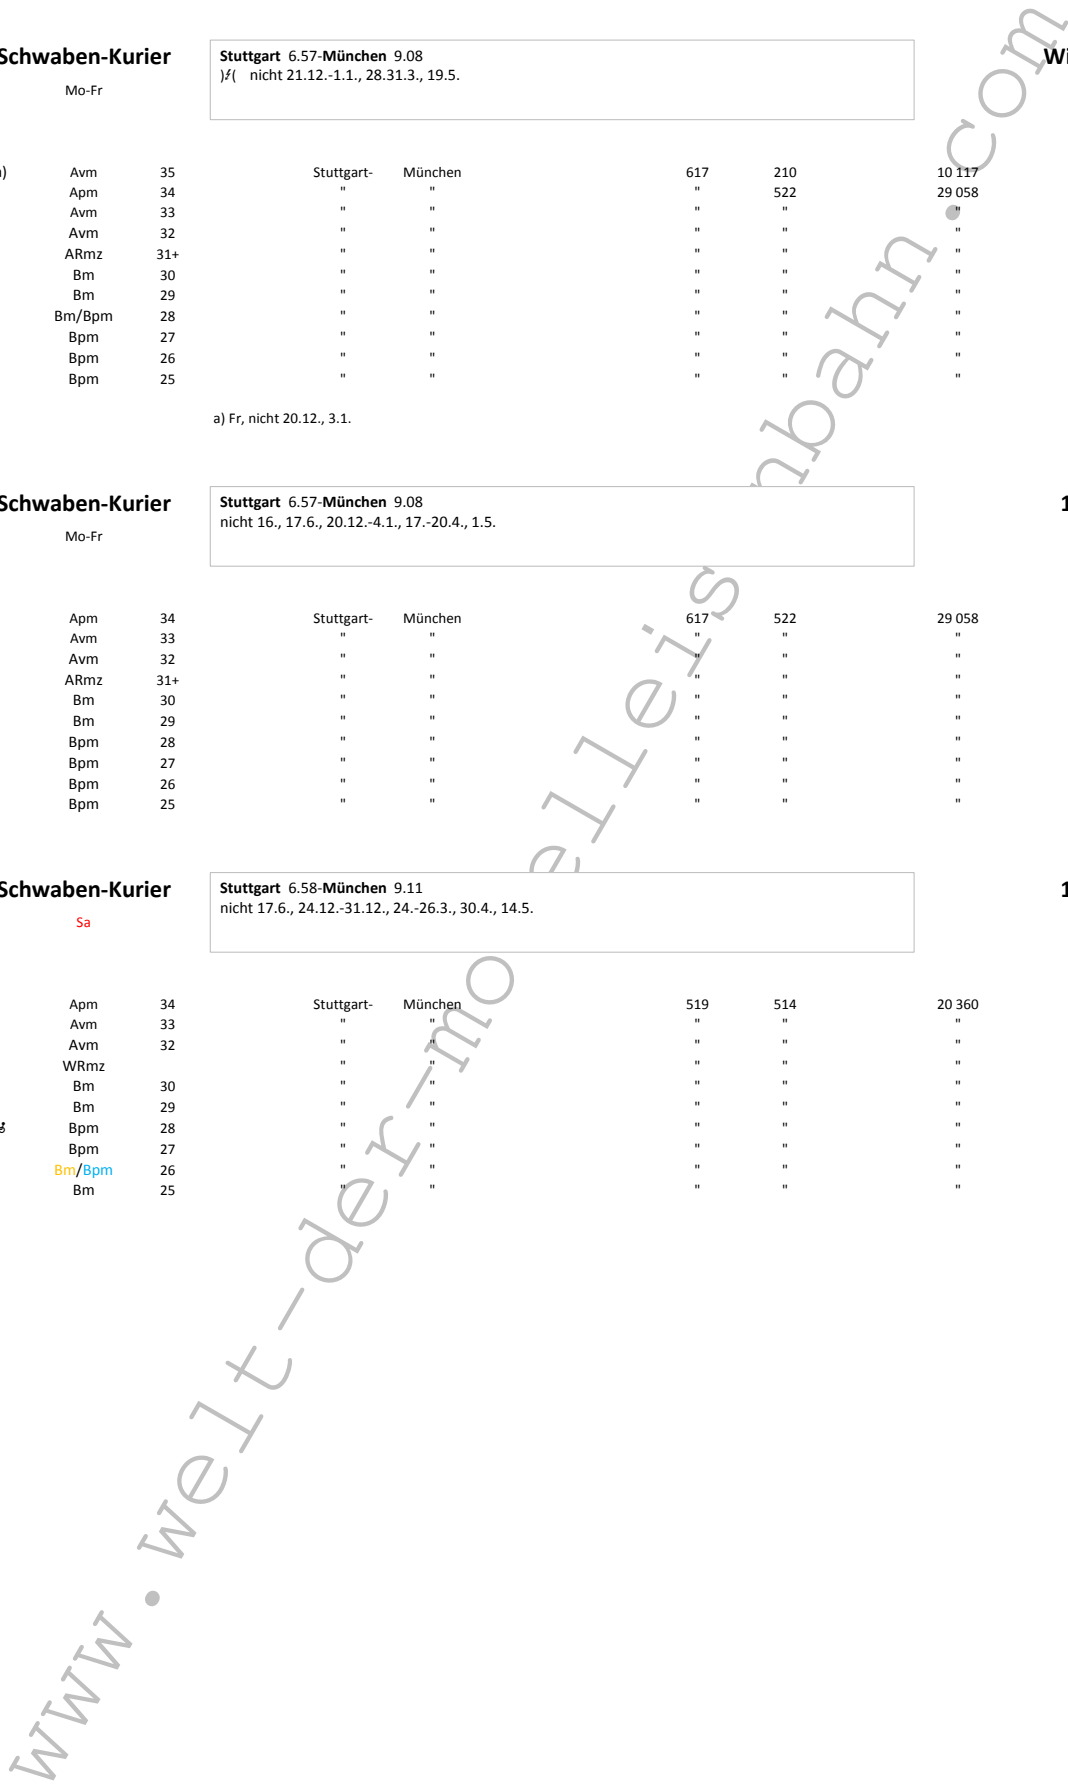 Schwaben-Kurier Stuttgart 6.57-München 9.08
nicht 21.12.-1.1., 28.31.3., 19.5.
Mo-Fr
Avm 35 Stuttgart- München 617 210 10 117
Apm 34 " " " 522 29 058
Avm 33 " " " " "
Avm 32 " " " " "
ARmz 31+ " " " " "
Bm 30 " " " " "
Bm 29 " " " " "
Bm/Bpm 28 " " " " "
Bpm 27 " " " " "
Bpm 26 " " " " "
Bpm 25 " " " " "
a) Fr, nicht 20.12., 3.1.
Schwaben-Kurier Stuttgart 6.57-München 9.08
nicht 16., 17.6., 20.12.-4.1., 17.-20.4., 1.5.
Mo-Fr
Apm 34 Stuttgart- München 617 522 29 058
Avm 33 " " " " "
Avm 32 " " " " "
ARmz 31+ " " " " "
Bm 30 " " " " "
Bm 29 " " " " "
Bpm 28 " " " " "
Bpm 27 " " " " "
Bpm 26 " " " " "
Bpm 25 " " " " "
Schwaben-Kurier Stuttgart 6.58-München 9.11
nicht 17.6., 24.12.-31.12., 24.-26.3., 30.4., 14.5.
Sa
Apm 34 Stuttgart- München 519 514 20 360
Avm 33 " " " " "
Avm 32 " " " " "
WRmz " " " " "
Bm 30 " " " " "
Bm 29 " " " " "
Bpm 28 " " " " "
Bpm 27 " " " " "
Bm/Bpm 26 " " " " "
Bm 25 " " " " "